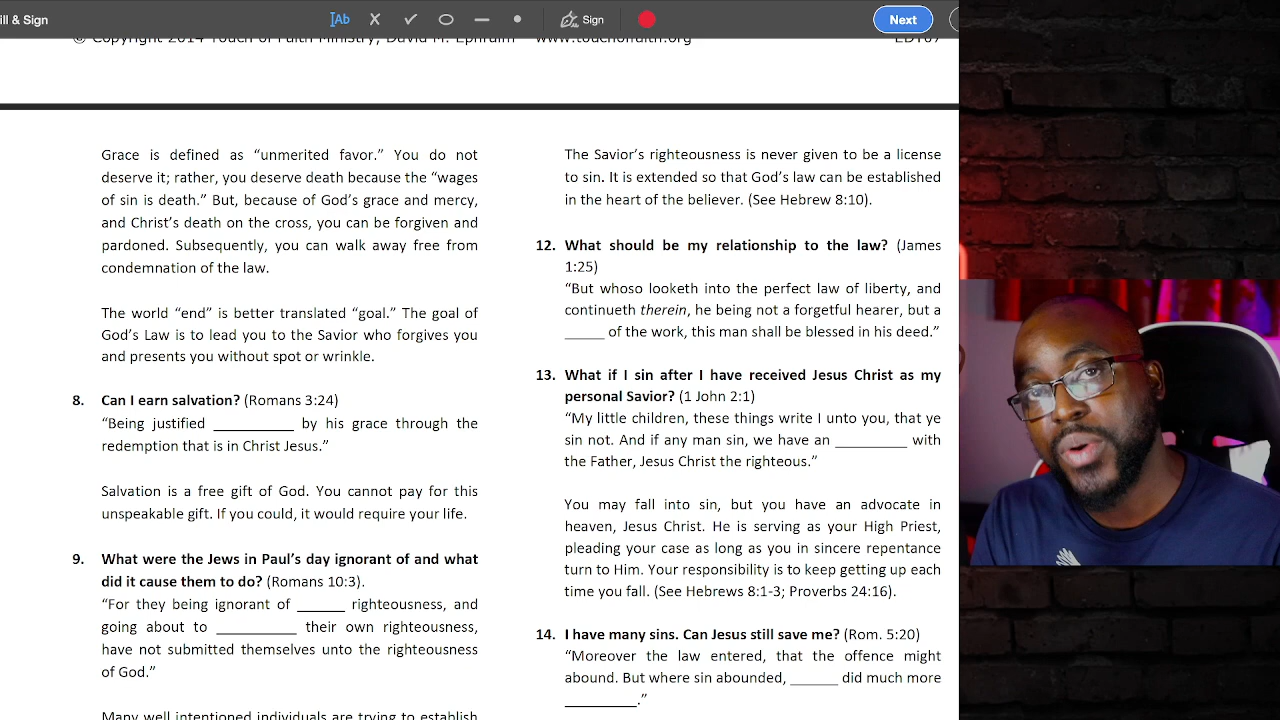 ill & Sign
Ab
Sign
Next
© Copyright 2014 Touch of Faith Ministry, David M. Ephraim www.touchoffaith.org
Grace is defined as “unmerited favor.” You do not
deserve it; rather, you deserve death because the “wages
of sin is death.” But, because of God’s grace and mercy,
and Christ’s death on the cross, you can be forgiven and
pardoned. Subsequently, you can walk away free from
condemnation of the law.
The world “end” is better translated “goal.” The goal of
God’s Law is to lead you to the Savior who forgives you
and presents you without spot or wrinkle.
8. Can I earn salvation? (Romans 3:24)
“Being justified __________ by his grace through the
redemption that is in Christ Jesus.”
Salvation is a free gift of God. You cannot pay for this
unspeakable gift. If you could, it would require your life.
9. What were the Jews in Paul’s day ignorant of and what
did it cause them to do? (Romans 10:3).
“For they being ignorant of ______ righteousness, and
going about to __________ their own righteousness,
have not submitted themselves unto the righteousness
of God.”
Many well intentioned individuals are trying to establish
The Savior’s righteousness is never given to be a license
to sin. It is extended so that God’s law can be established
in the heart of the believer. (See Hebrew 8:10).
12. What should be my relationship to the law? (James
1:25)
“But whoso looketh into the perfect law of liberty, and
continueth therein, he being not a forgetful hearer, but a
_____ of the work, this man shall be blessed in his deed.”
13. What if I sin after I have received Jesus Christ as my
personal Savior? (1 John 2:1)
“My little children, these things write I unto you, that ye
sin not. And if any man sin, we have an _________ with
the Father, Jesus Christ the righteous.”
You may fall into sin, but you have an advocate in
heaven, Jesus Christ. He is serving as your High Priest,
pleading your case as long as you in sincere repentance
turn to Him. Your responsibility is to keep getting up each
time you fall. (See Hebrews 8:1-3; Proverbs 24:16).
14. I have many sins. Can Jesus still save me? (Rom. 5:20)
“Moreover the law entered, that the offence might
abound. But where sin abounded, ______ did much more
_________.”